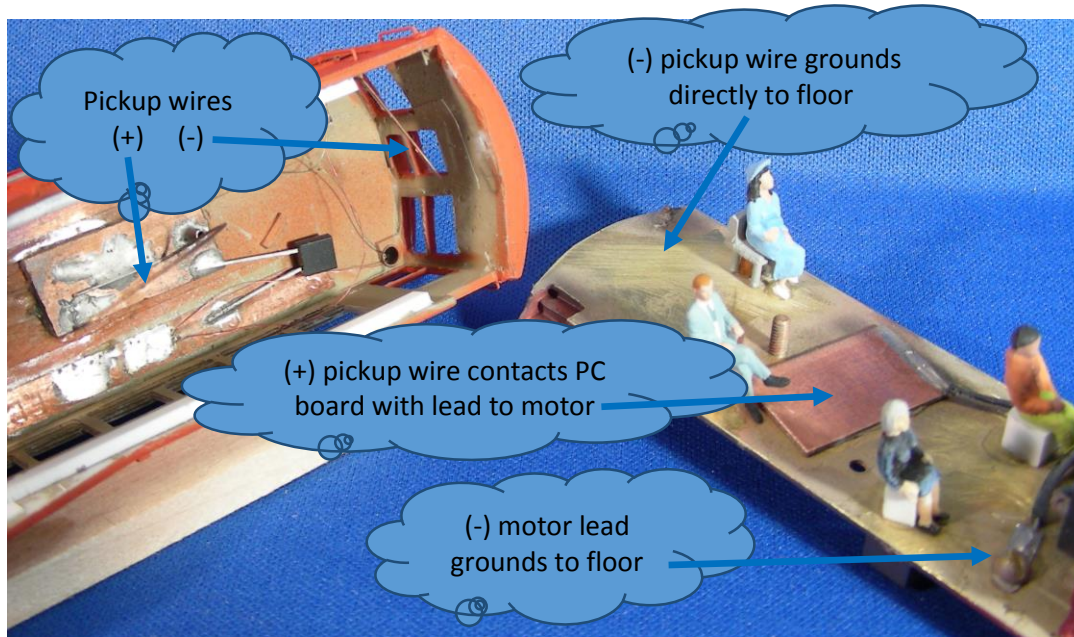 Pickup wires
(+) (-)
(-) pickup wire grounds
directly to floor
(+) pickup wire contacts PC
board with lead to motor
(-) motor lead
grounds to floor